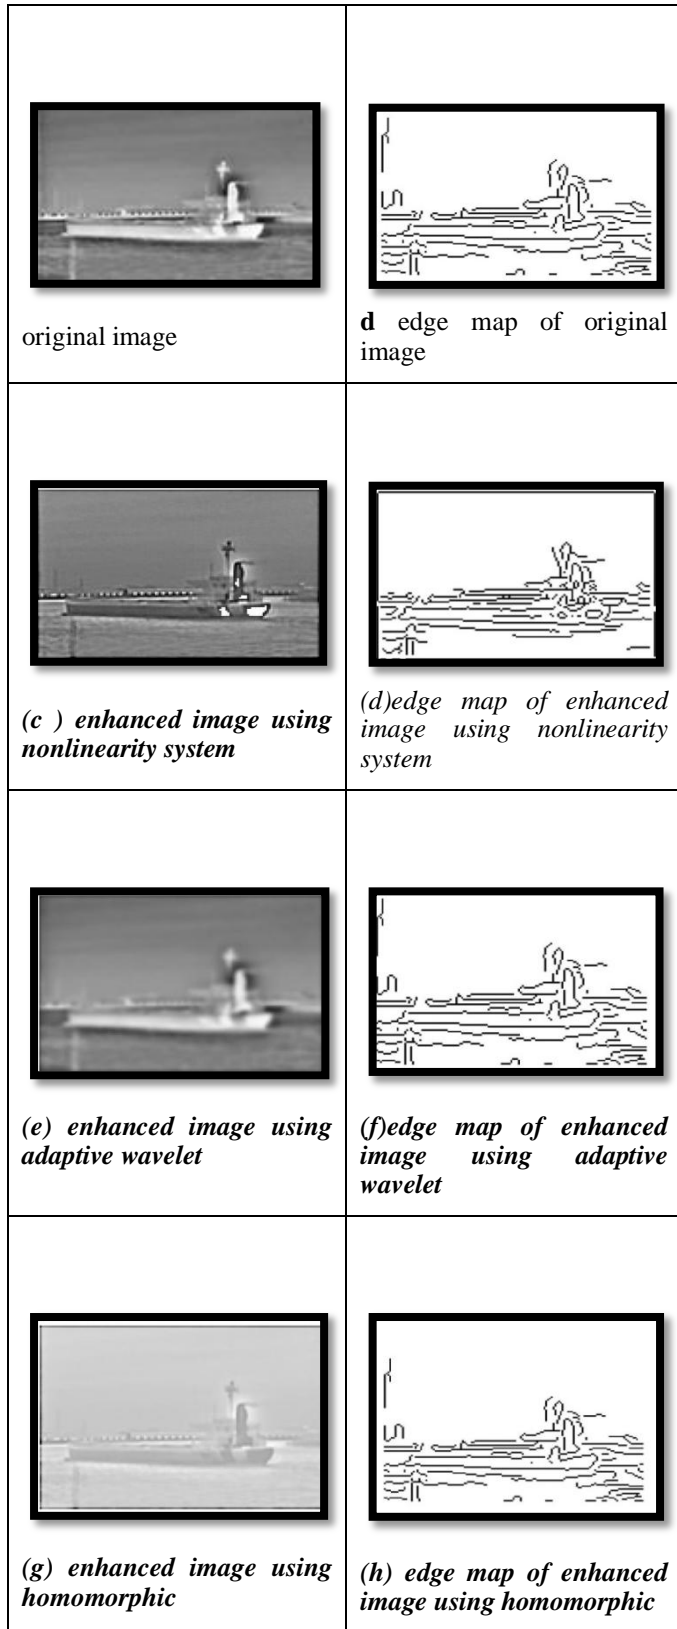 original image
d edge map of original
image
(c ) enhanced image using
nonlinearity system
(d)edge map of enhanced
image using nonlinearity
system
(e) enhanced image using
adaptive wavelet
(f)edge map of enhanced
image using adaptive
wavelet
(g) enhanced image using
homomorphic
(h) edge map of enhanced
image using homomorphic